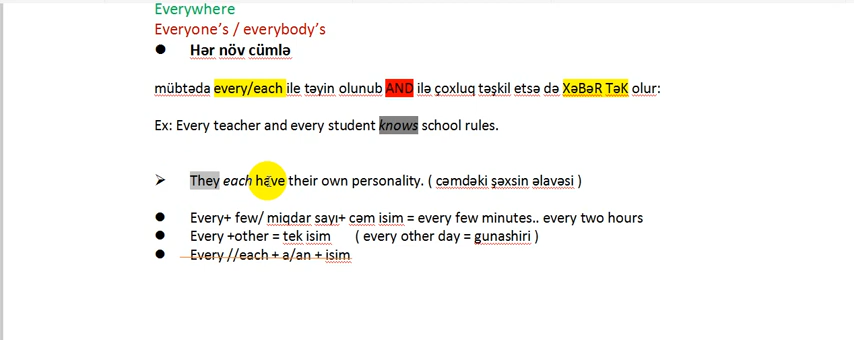 Everywhere
Everyone's / everybody's
● Hər növ cümlə
mübtəda every/each ile təyin olunub AND ilə çoxluq təşkil etsə də XəBəR TəK olur:
Ex: Every teacher and every student knows school rules.
➢ They each have their own personality. ( cəmdəki şəxsin əlavəsi )
● Every+ few/ miqdar sayı+ cəm isim = every few minutes.. every two hours
● Every +other = tek isim ( every other day = gunashiri )
● Every //each + a/an + isim